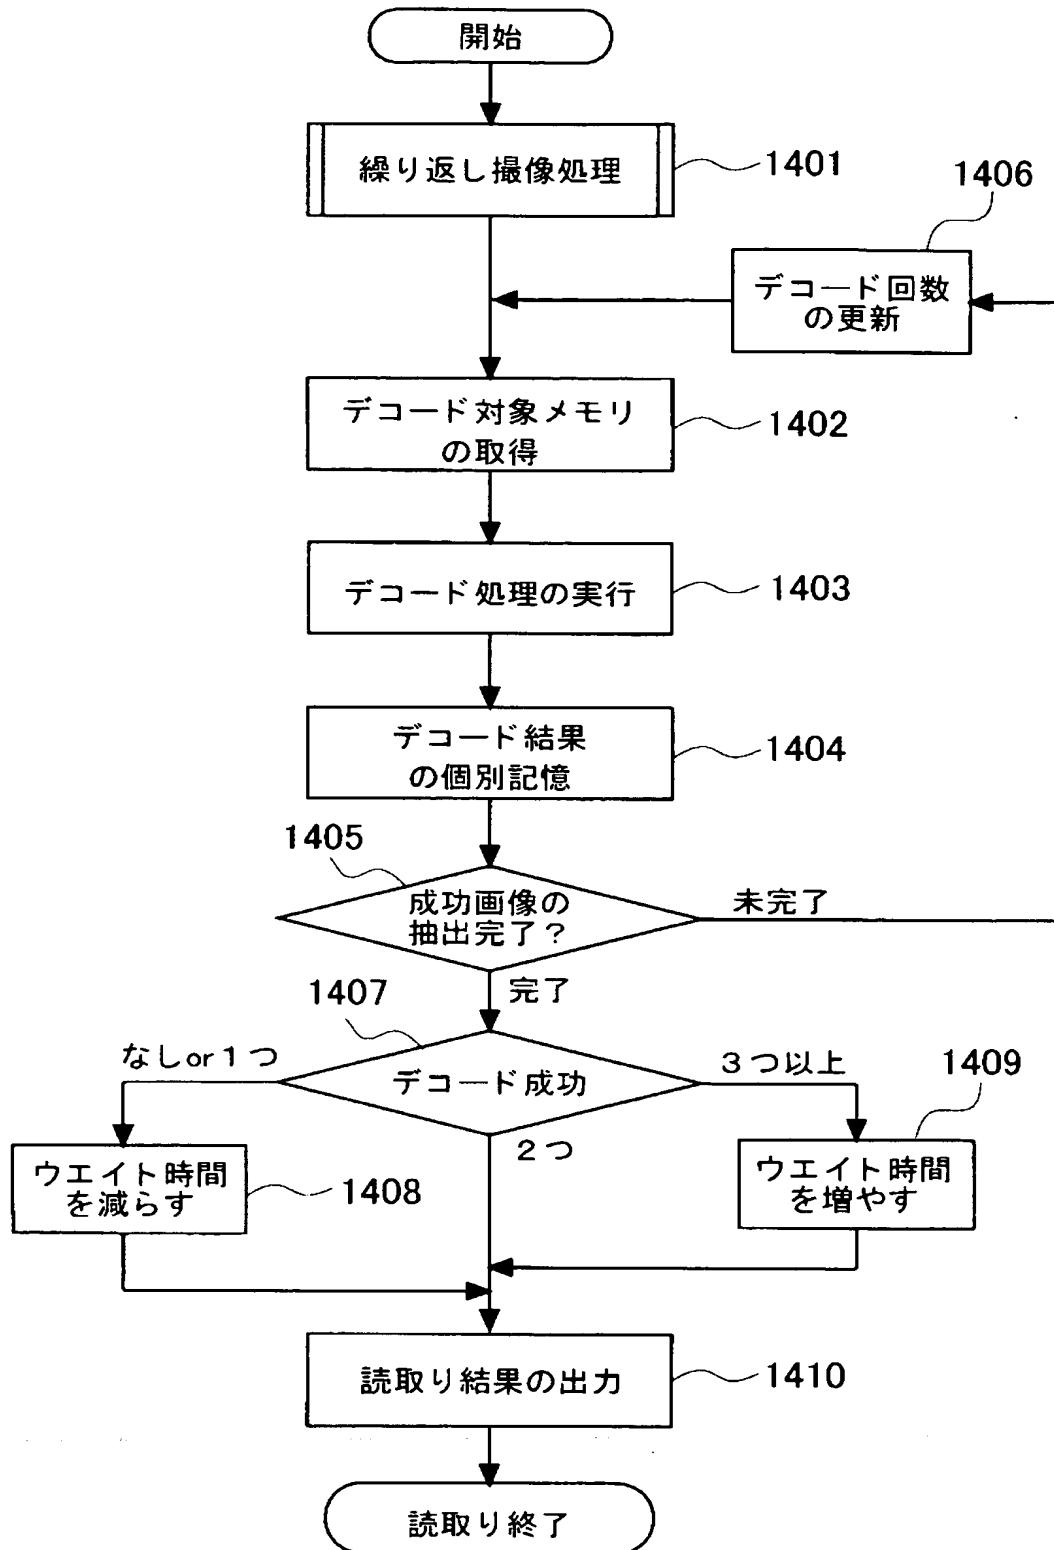 開始
繰り返し撮像処理
1401
1406
デコード回数
の更新
デコード対象メモリ
の取得
1402
デコード処理の実行
1403
デコード結果
の個別記憶
1404
1405
成功画像の
抽出完了？
未完了
完了
1407
なしor１つ
デコード成功
３つ以上
1409
２つ
ウエイト時間
を減らす
1408
ウエイト時間
を増やす
読取り結果の出力
1410
読取り終了